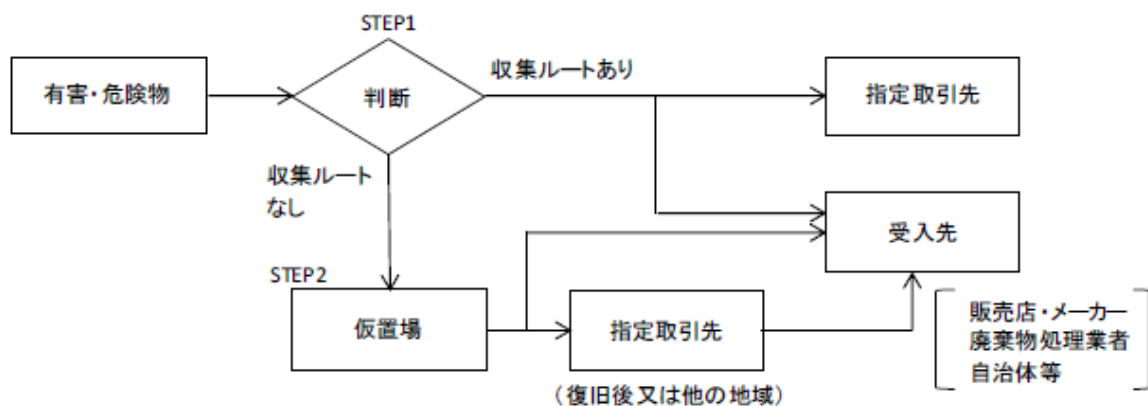 STEP1
有害・危険物
判断
収集ルートあり
指定取引先
収集ルート
なし
受入先
STEP2
仮置場
指定取引先
（復旧後又は他の地域）
販売店・メーカー
廃棄物処理業者
自治体等